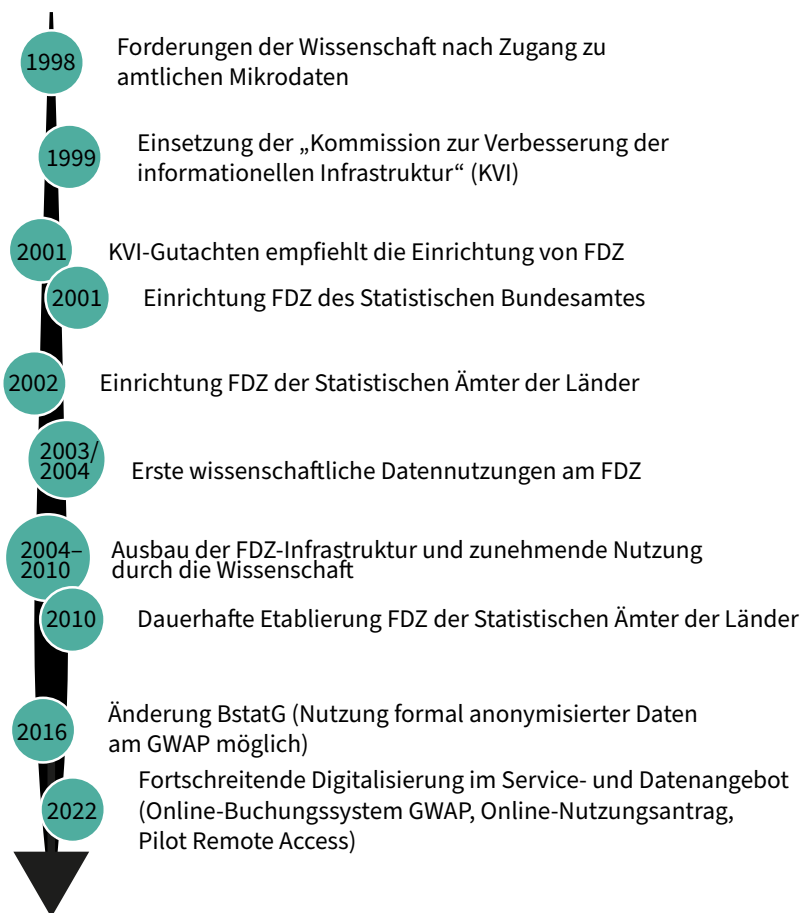 1998
Forderungen der Wissenschaft nach Zugang zu
amtlichen Mikrodaten
1999
Einsetzung der „Kommission zur Verbesserung der
informationellen Infrastruktur“ (KVI)
2001
KVI-Gutachten empfiehlt die Einrichtung von FDZ
2001
Einrichtung FDZ des Statistischen Bundesamtes
2002
Einrichtung FDZ der Statistischen Ämter der Länder
2003/
2004
Erste wissenschaftliche Datennutzungen am FDZ
2004–
2010
Ausbau der FDZ-Infrastruktur und zunehmende Nutzung
durch die Wissenschaft
2010
Dauerhafte Etablierung FDZ der Statistischen Ämter der Länder
2016
Änderung BstatG (Nutzung formal anonymisierter Daten
am GWAP möglich)
2022
Fortschreitende Digitalisierung im Service- und Datenangebot
(Online-Buchungssystem GWAP, Online-Nutzungsantrag,
Pilot Remote Access)